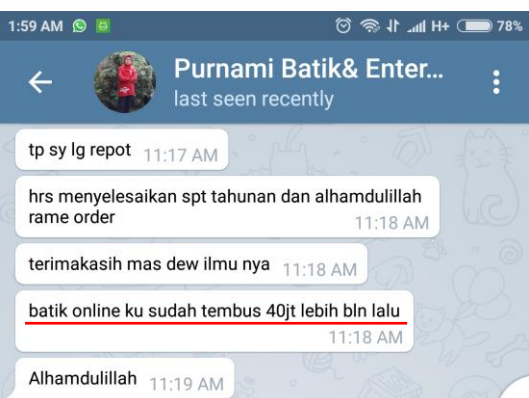 1:59 AM H+ 78%
Purnami Batik& Enter...
last seen recently
tp sy lg repot 11:17 AM
hrs menyelesaikan spt tahunan dan alhamdulillah
rame order 11:18 AM
terimakasih mas dew ilmu nya 11:18 AM
batik online ku sudah tembus 40jt lebih bln lalu
11:18 AM
Alhamdulillah 11:19 AM